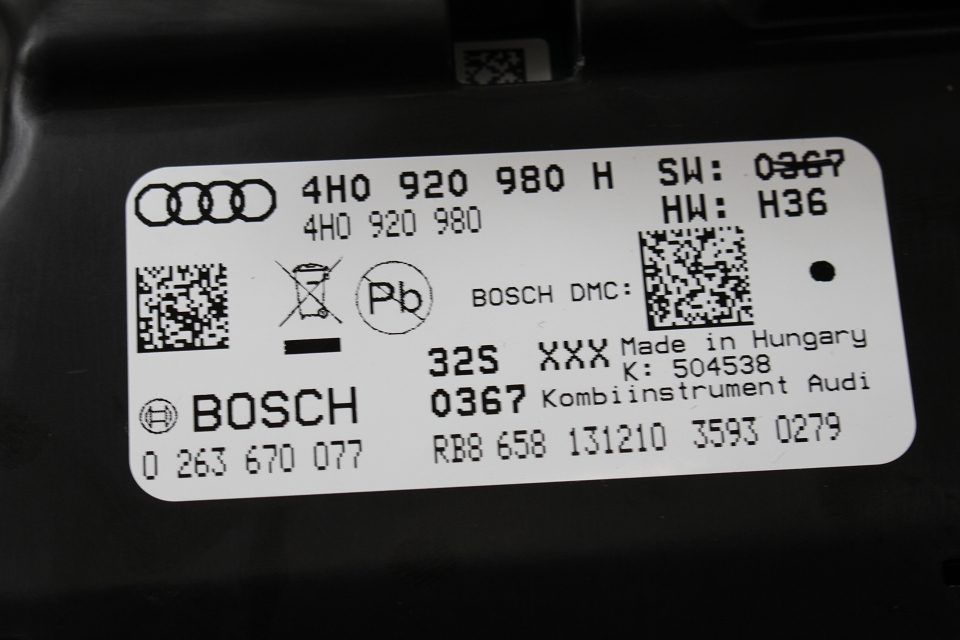 4H0 920 980 H SW: 0367
4H0 920 980 HW: H36
Pb BOSCH DMC:
32S XXX Made in Hungary
K: 504538
BOSCH 0367 Kombiinstrument Audi
0 263 670 077 RB8 658 131210 3593 0279